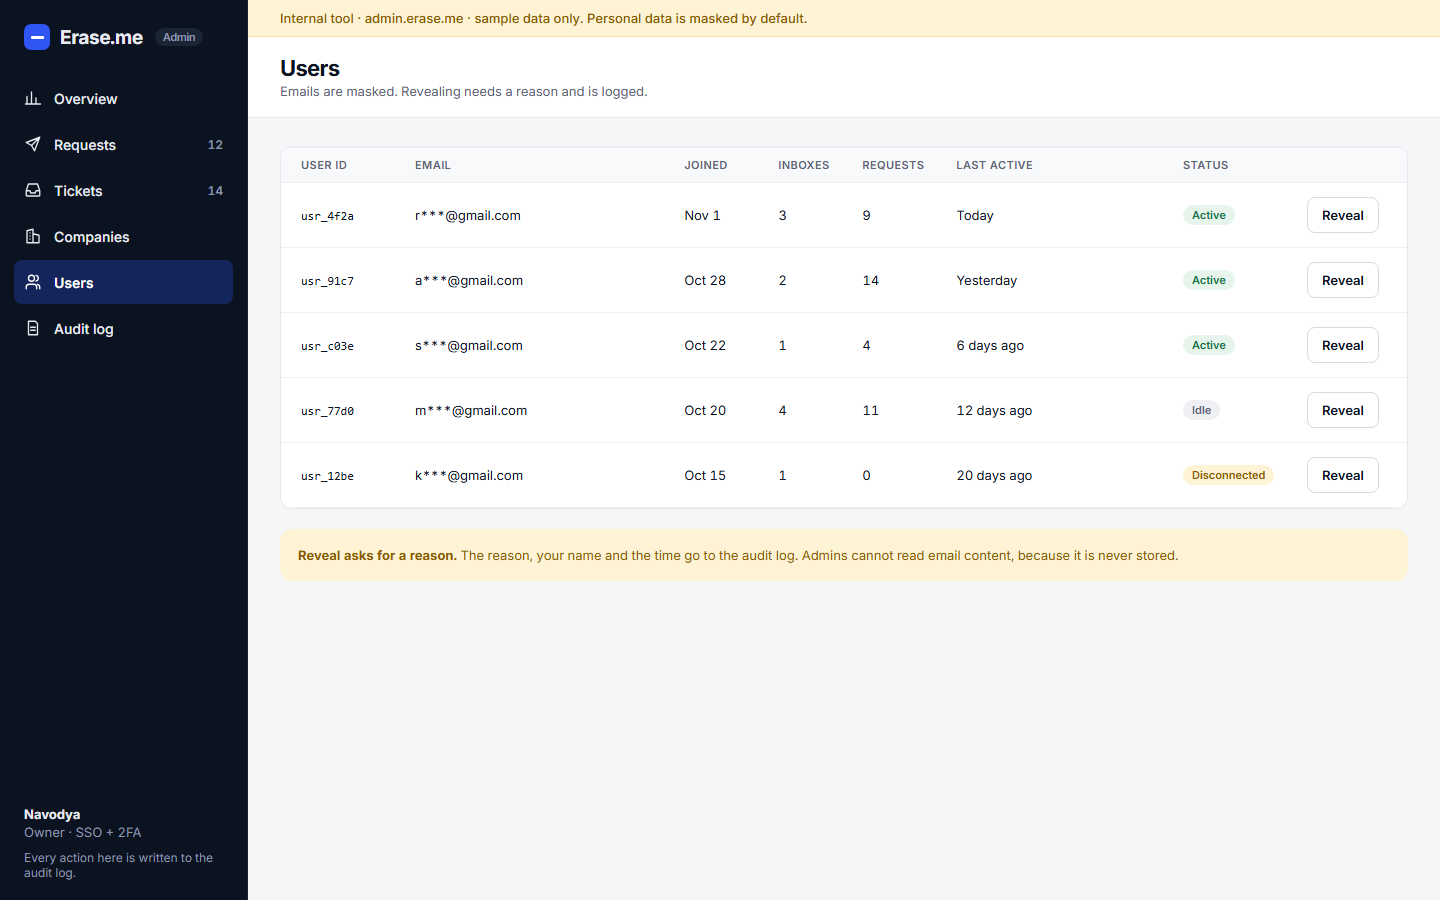 Erase.me Admin
Overview
Requests 12
Tickets 14
Companies
Users
Audit log
Navodya
Owner · SSO + 2FA
Every action here is written to the
audit log.
Internal tool · admin.erase.me · sample data only. Personal data is masked by default.
Users
Emails are masked. Revealing needs a reason and is logged.
USER ID EMAIL JOINED INBOXES REQUESTS LAST ACTIVE STATUS
usr_4f2a r***@gmail.com Nov 1 3 9 Today Active Reveal
usr_91c7 a***@gmail.com Oct 28 2 14 Yesterday Active Reveal
usr_c03e s***@gmail.com Oct 22 1 4 6 days ago Active Reveal
usr_77d0 m***@gmail.com Oct 20 4 11 12 days ago Idle Reveal
usr_12be k***@gmail.com Oct 15 1 0 20 days ago Disconnected Reveal
Reveal asks for a reason. The reason, your name and the time go to the audit log. Admins cannot read email content, because it is never stored.